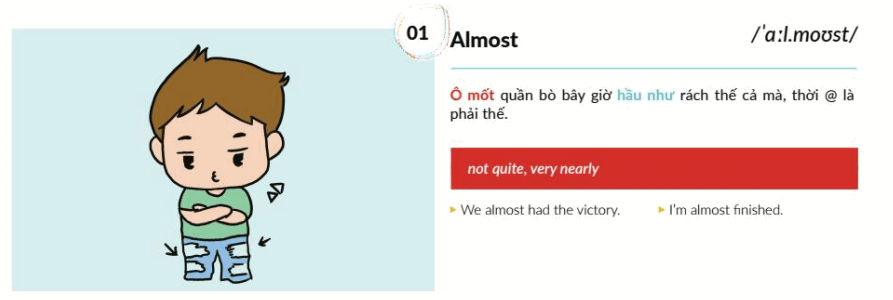 01
Almost
/ˈɑːl.moʊst/
Ô mốt quần bò bây giờ hầu như rách thế cả mà, thời @ là
phải thế.
not quite, very nearly
We almost had the victory.
I'm almost finished.